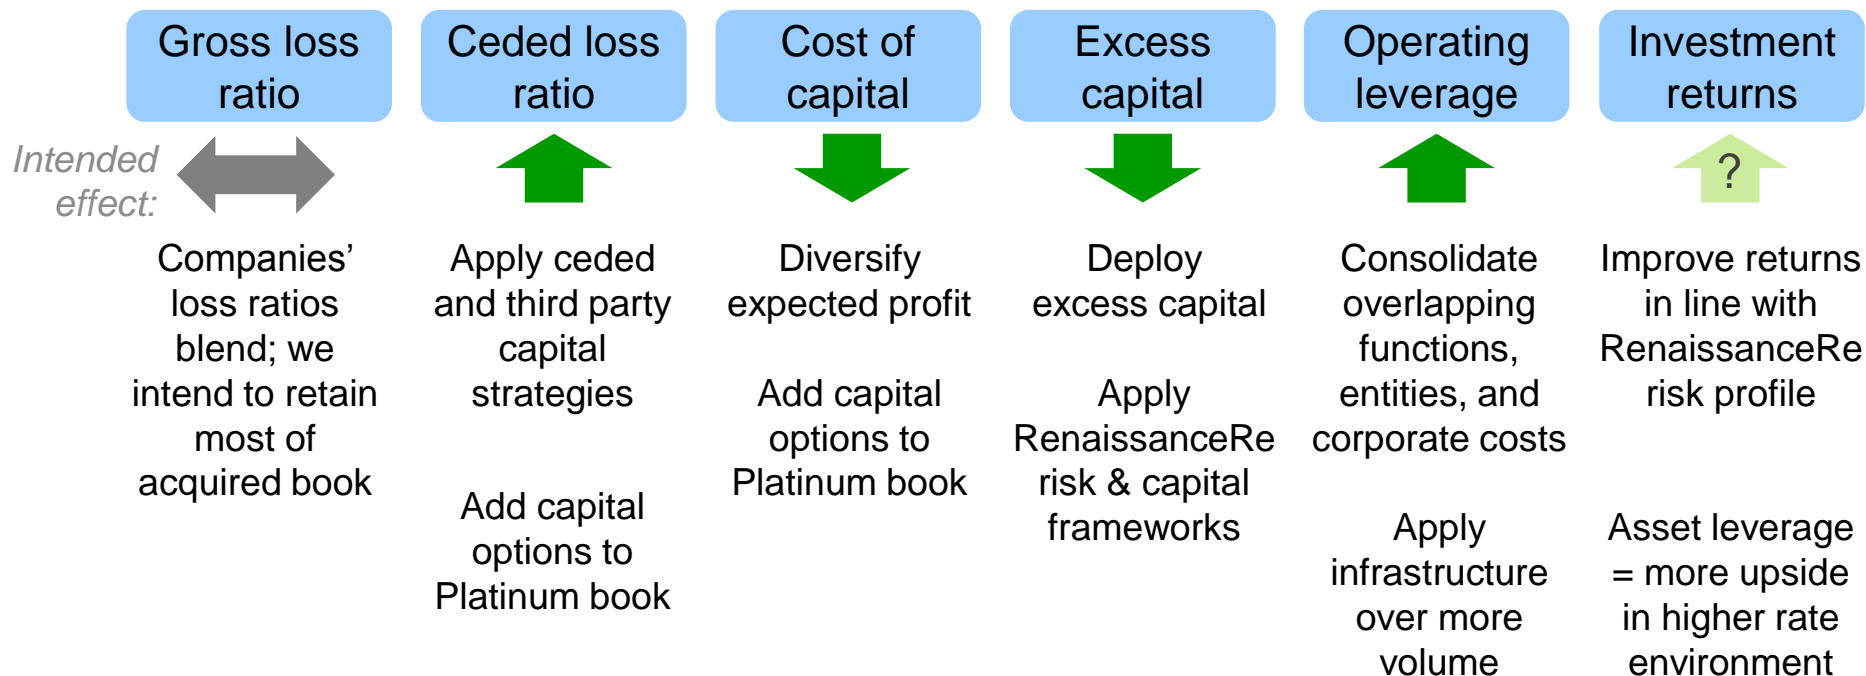 Gross loss
ratio
Ceded loss
ratio
Cost of
capital
Excess
capital
Operating
leverage
Investment
returns
Intended
effect:
?
Companies’
loss ratios
blend; we
intend to retain
most of
acquired book
Apply ceded
and third party
capital
strategies
Add capital
options to
Platinum book
Diversify
expected profit
Add capital
options to
Platinum book
Deploy
excess capital
Apply
RenaissanceRe
risk & capital
frameworks
Consolidate
overlapping
functions,
entities, and
corporate costs
Apply
infrastructure
over more
volume
Improve returns
in line with
RenaissanceRe
risk profile
Asset leverage
= more upside
in higher rate
environment